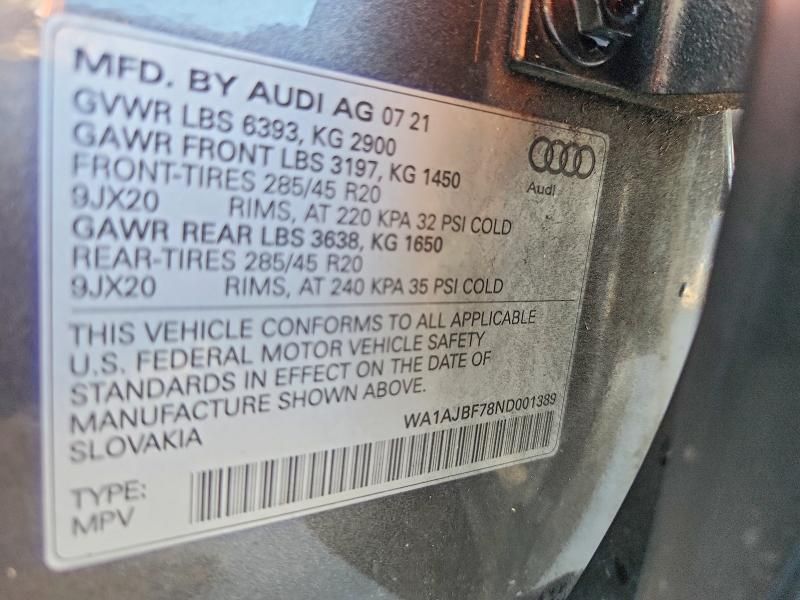 MFD. BY AUDI AG 07 21
GVWR LBS 6393, KG 2900
GAWR FRONT LBS 3197, KG 1450
FRONT-TIRES 285/45 R20
9JX20 RIMS, AT 220 KPA 32 PSI COLD
GAWR REAR LBS 3638, KG 1650
REAR-TIRES 285/45 R20
9JX20 RIMS, AT 240 KPA 35 PSI COLD
Audi
THIS VEHICLE CONFORMS TO ALL APPLICABLE
U.S. FEDERAL MOTOR VEHICLE SAFETY
STANDARDS IN EFFECT ON THE DATE OF
MANUFACTURE SHOWN ABOVE.
SLOVAKIA
WA1AJBF78ND001389
TYPE:
MPV